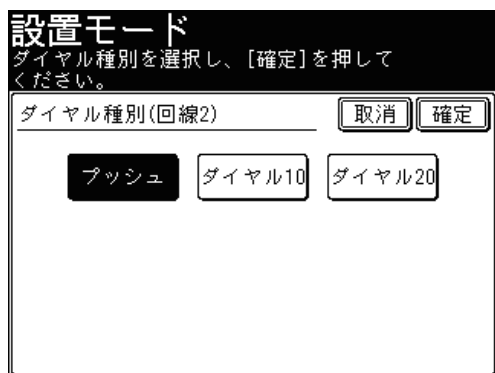 設置モード
ダイヤル種別を選択し、[確定]を押して
ください。
ダイヤル種別(回線2) 取消 確定
プッシュ ダイヤル10 ダイヤル20